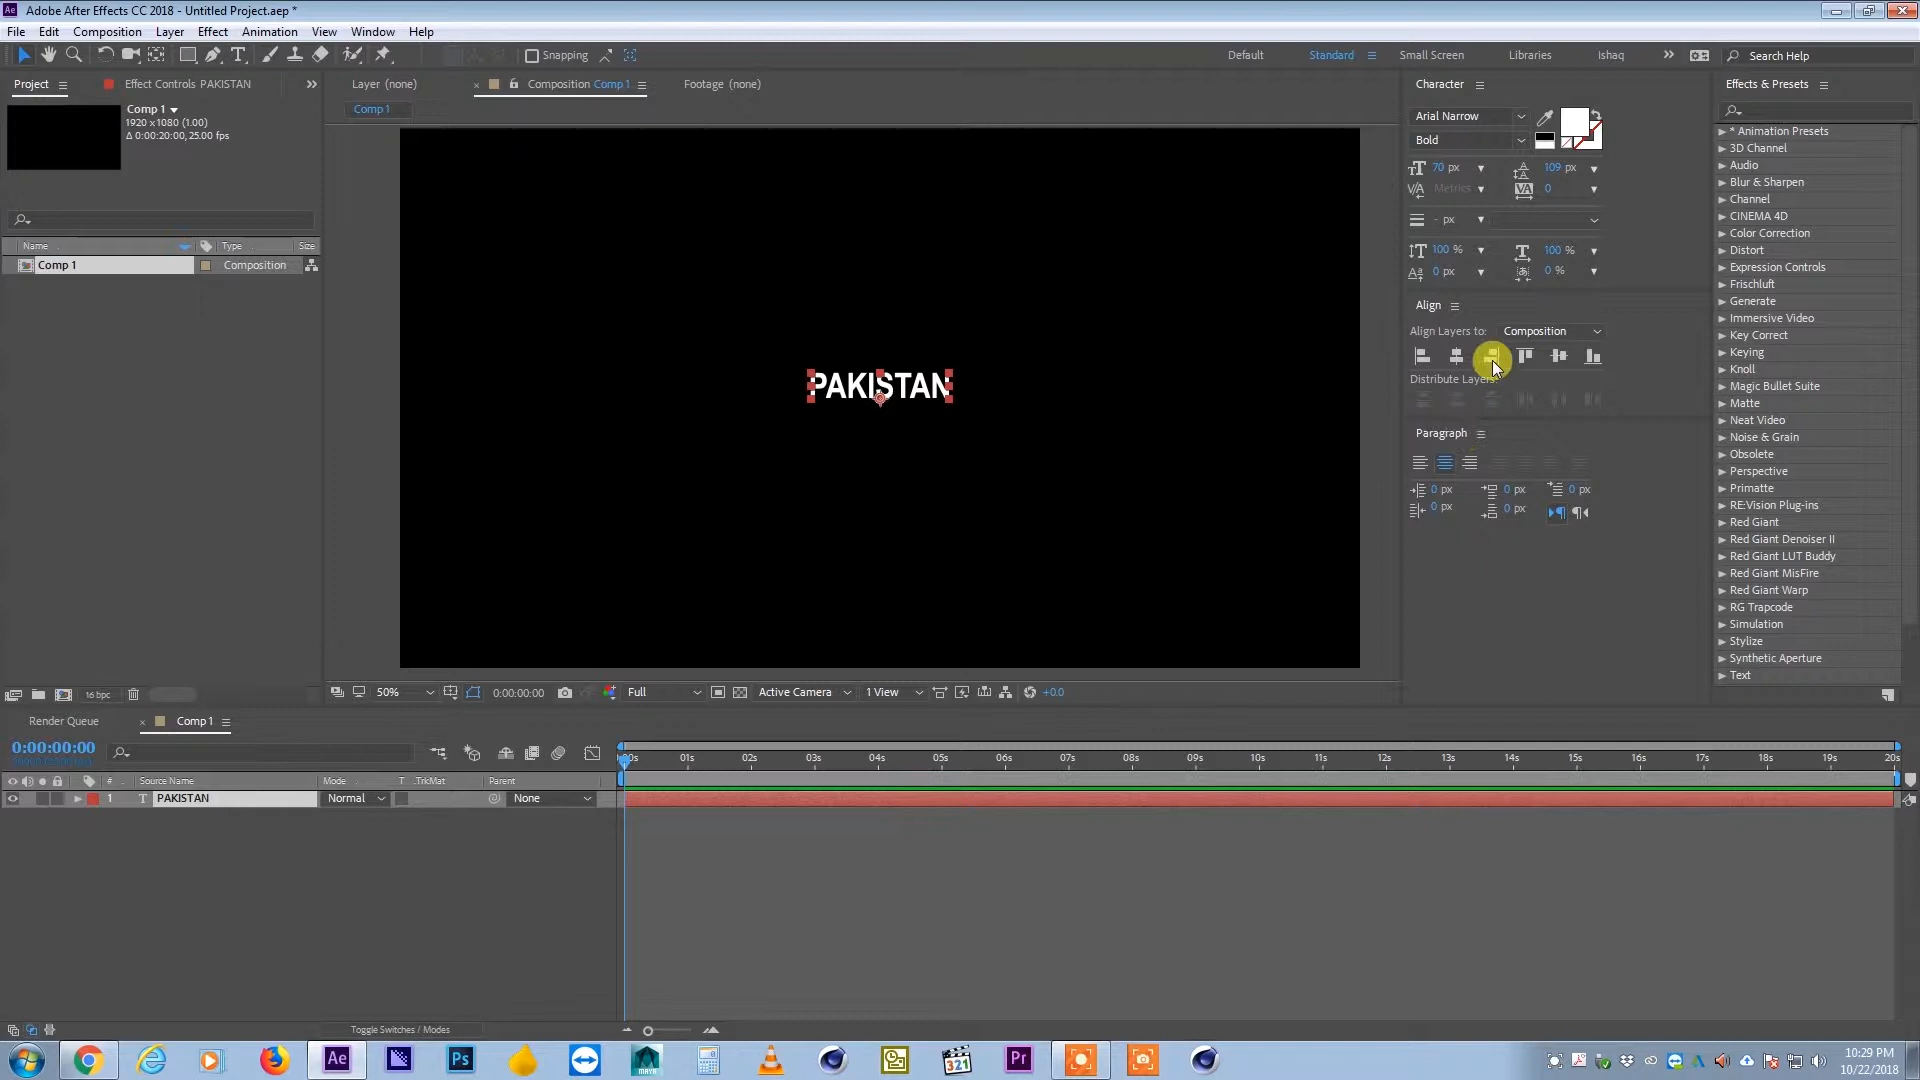 Adobe After Effects CC 2018 - Untitled Project.aep *
File Edit Composition Layer Effect Animation View Window Help
Snapping
Default Standard Small Screen Libraries Ishaq Search Help
Project Effect Controls PAKISTAN
Comp 1
1920 x1080 (1.00)
Δ 0:00:20:00, 25.00 fps
Name Type Size
Comp 1 Composition
16 bpc
Layer (none) Composition Comp 1 Footage (none)
Comp 1
PAKISTAN
50% 0:00:00:00 Full Active Camera 1 View +0.0
Character
Arial Narrow
Bold
70 px 109 px
Metrics 0
- px
100 % 100 %
0 px 0 %
Align
Align Layers to: Composition
Distribute Layers:
Paragraph
0 px 0 px 0 px
0 px 0 px
Effects & Presets
* Animation Presets
3D Channel
Audio
Blur & Sharpen
Channel
CINEMA 4D
Color Correction
Distort
Expression Controls
Frischluft
Generate
Immersive Video
Key Correct
Keying
Knoll
Magic Bullet Suite
Matte
Neat Video
Noise & Grain
Obsolete
Perspective
Primatte
RE:Vision Plug-ins
Red Giant
Red Giant Denoiser II
Red Giant LUT Buddy
Red Giant MisFire
Red Giant Warp
RG Trapcode
Simulation
Stylize
Synthetic Aperture
Text
Render Queue Comp 1
0:00:00:00
01s 02s 03s 04s 05s 06s 07s 08s 09s 10s 11s 12s 13s 14s 15s 16s 17s 18s 19s 20s
# Source Name Mode T .TrkMat Parent
1 T PAKISTAN Normal None
Toggle Switches / Modes
Ae Ps MAYA 321 Pr
10:29 PM
10/22/2018